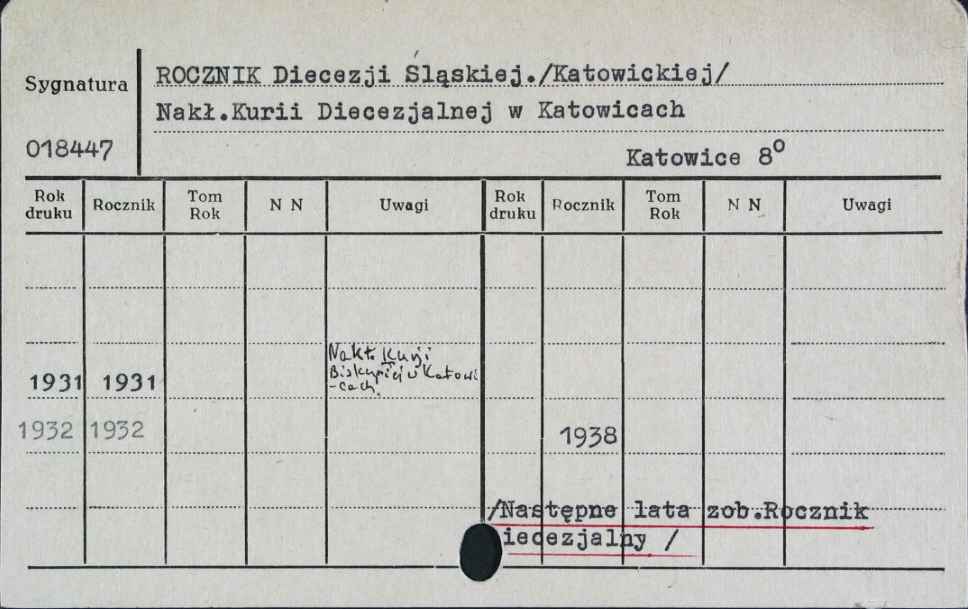 Sygnatura
ROCZNIK Diecezji Śląskiej./Katowickiej/
Nakł.Kurii Diecezjalnej w Katowicach
018447
Katowice 8°
Rok druku Rocznik Tom Rok N N Uwagi Rok druku Rocznik Tom Rok N N Uwagi
Nakł. Kurji
Biskupiej w Katowi
-cach.
1931 1931
1932 1932 1938
/Następne lata zob.Rocznik
iecezjalny /